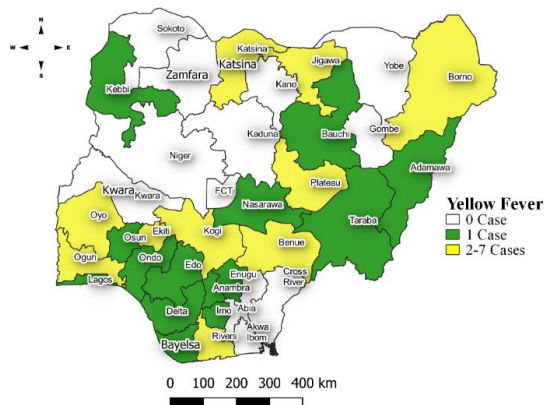 N
W E
S
Sokoto
Katsina
Katsina
Zamfara
Jigawa
Yobe
Borno
Kebbi
Kano
Kaduna
Bauchi
Gombe
Adamawa
Niger
Kwara
Kwara
FCT
Plateau
Nasarawa
Taraba
Oyo
Ekiti
Kogi
Benue
Osun
Ogun
Ondo
Edo
Enugu
Cross
River
Lagos
Anambra
Delta
Imo
Abia
Akwa
Ibom
Bayelsa
Rivers
Yellow Fever
0 Case
1 Case
2-7 Cases
0 100 200 300 400 km